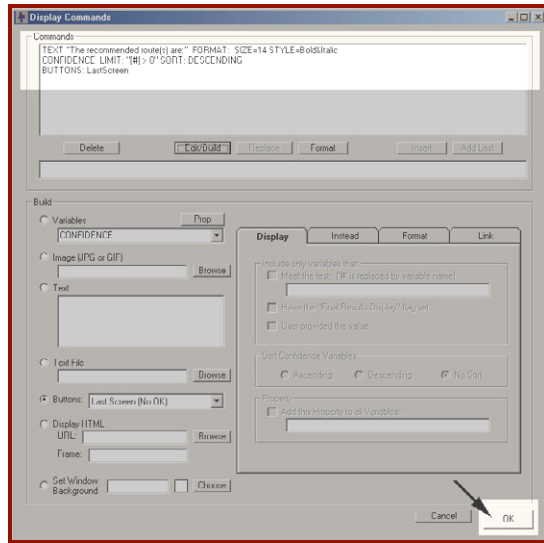 Display Commands
Commands
TEXT "The recommended route(s) are:" FORMAT: SIZE=14 STYLE=Bold&Italic
CONFIDENCE LIMIT: "[#] > 0" SORT: DESCENDING
BUTTONS: LastScreen
Delete Edit/Build Replace Format Insert Add Last
Build
Variables Prop
CONFIDENCE
Image (JPG or GIF)
Browse
Text
Text File
Browse
Buttons: Last Screen (No OK)
Display HTML
URL: Browse
Frame:
Set Window
Background Choose
Display Instead Format Link
Include only variables that:
Meet the test: ('#' is replaced by variable name)
Have the "Final Results Display" flag set
User provided the value
Sort Confidence Variables
Ascending Descending No Sort
Property
Add this Property to all Variables:
Cancel OK